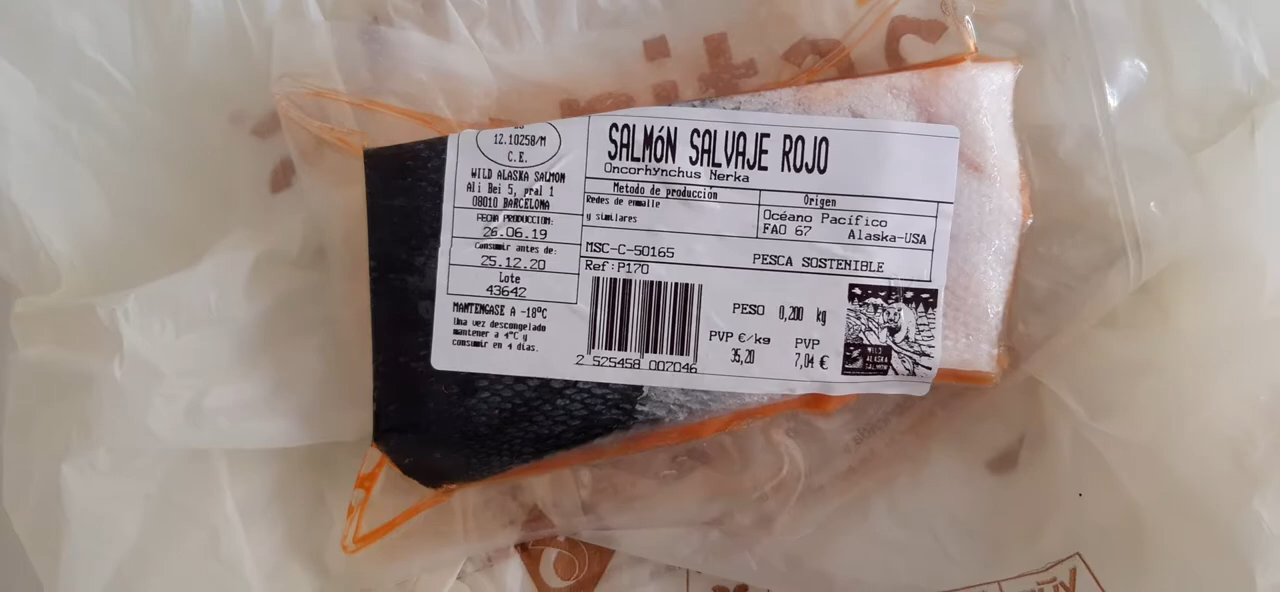 12.10258/M
C.E.
WILD ALASKA SALMON
Ali Bei 5, pral 1
08010 BARCELONA
FECHA PRODUCCION:
26.06.19
Consumir antes de:
25.12.20
Lote
43642
MANTENGASE A -18ºC
Una vez descongelado
mantener a 4ºC y
consumir en 4 dias.
SALMÓN SALVAJE ROJO
Oncorhynchus Nerka
Metodo de producción
Redes de enmalle
y similares
Origen
Océano Pacífico
FAO 67 Alaska-USA
MSC-C-50165
PESCA SOSTENIBLE
Ref:P170
2 525458 007046
PESO 0,200 kg
PVP €/kg PVP
35,20 7,04 €
WILD
ALASKA
SALMON